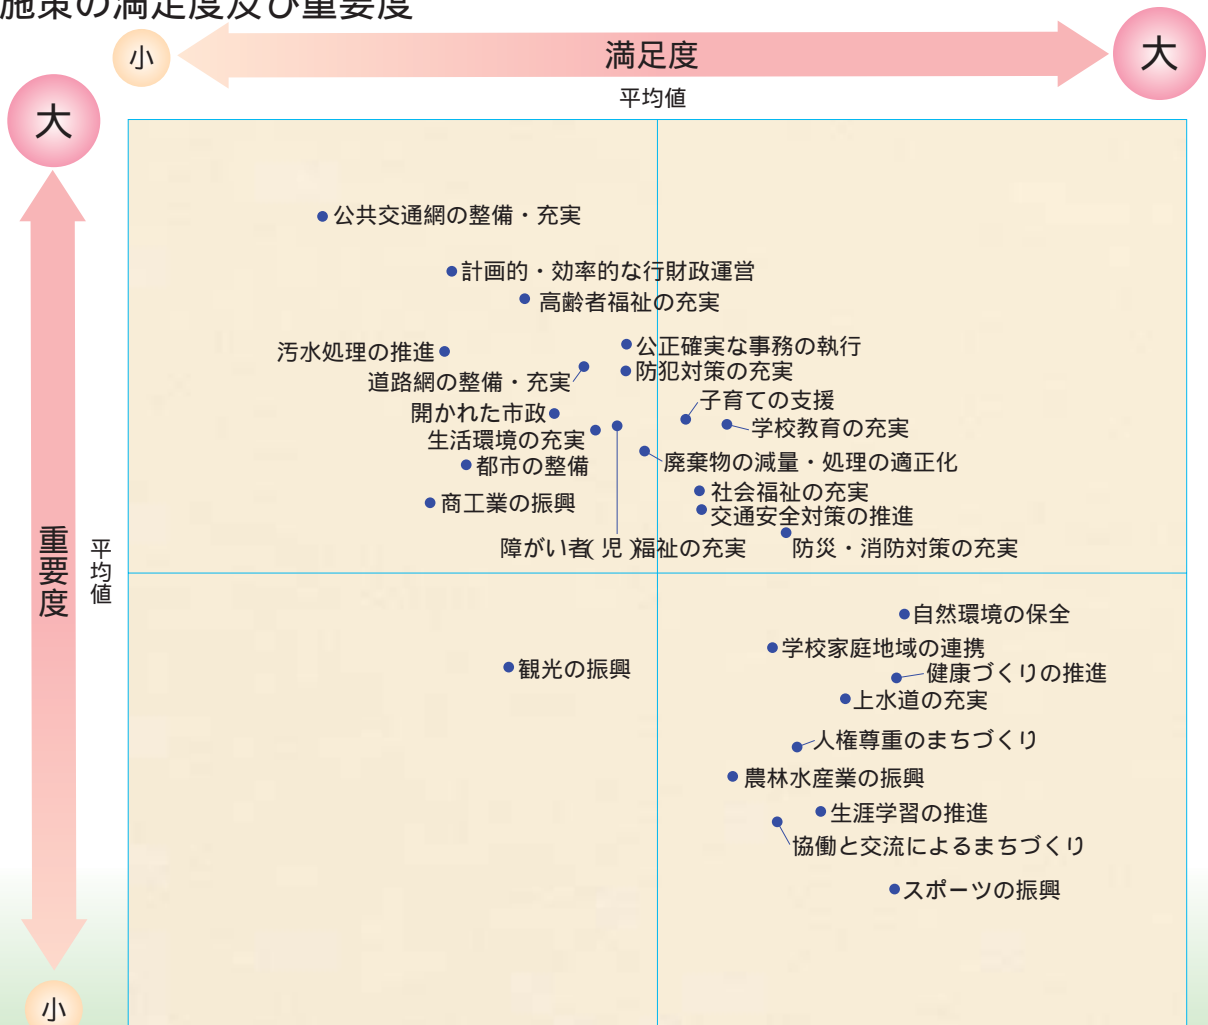 施策の満足度及び重要度
小
満足度
大
平均値
大
公共交通網の整備・充実
計画的・効率的な行財政運営
高齢者福祉の充実
公正確実な事務の執行
汚水処理の推進
防犯対策の充実
道路網の整備・充実
子育ての支援
開かれた市政
学校教育の充実
生活環境の充実
廃棄物の減量・処理の適正化
都市の整備
社会福祉の充実
商工業の振興
交通安全対策の推進
障がい者(児)福祉の充実
防災・消防対策の充実
重要度
平均値
自然環境の保全
学校家庭地域の連携
観光の振興
健康づくりの推進
上水道の充実
人権尊重のまちづくり
農林水産業の振興
生涯学習の推進
協働と交流によるまちづくり
スポーツの振興
小